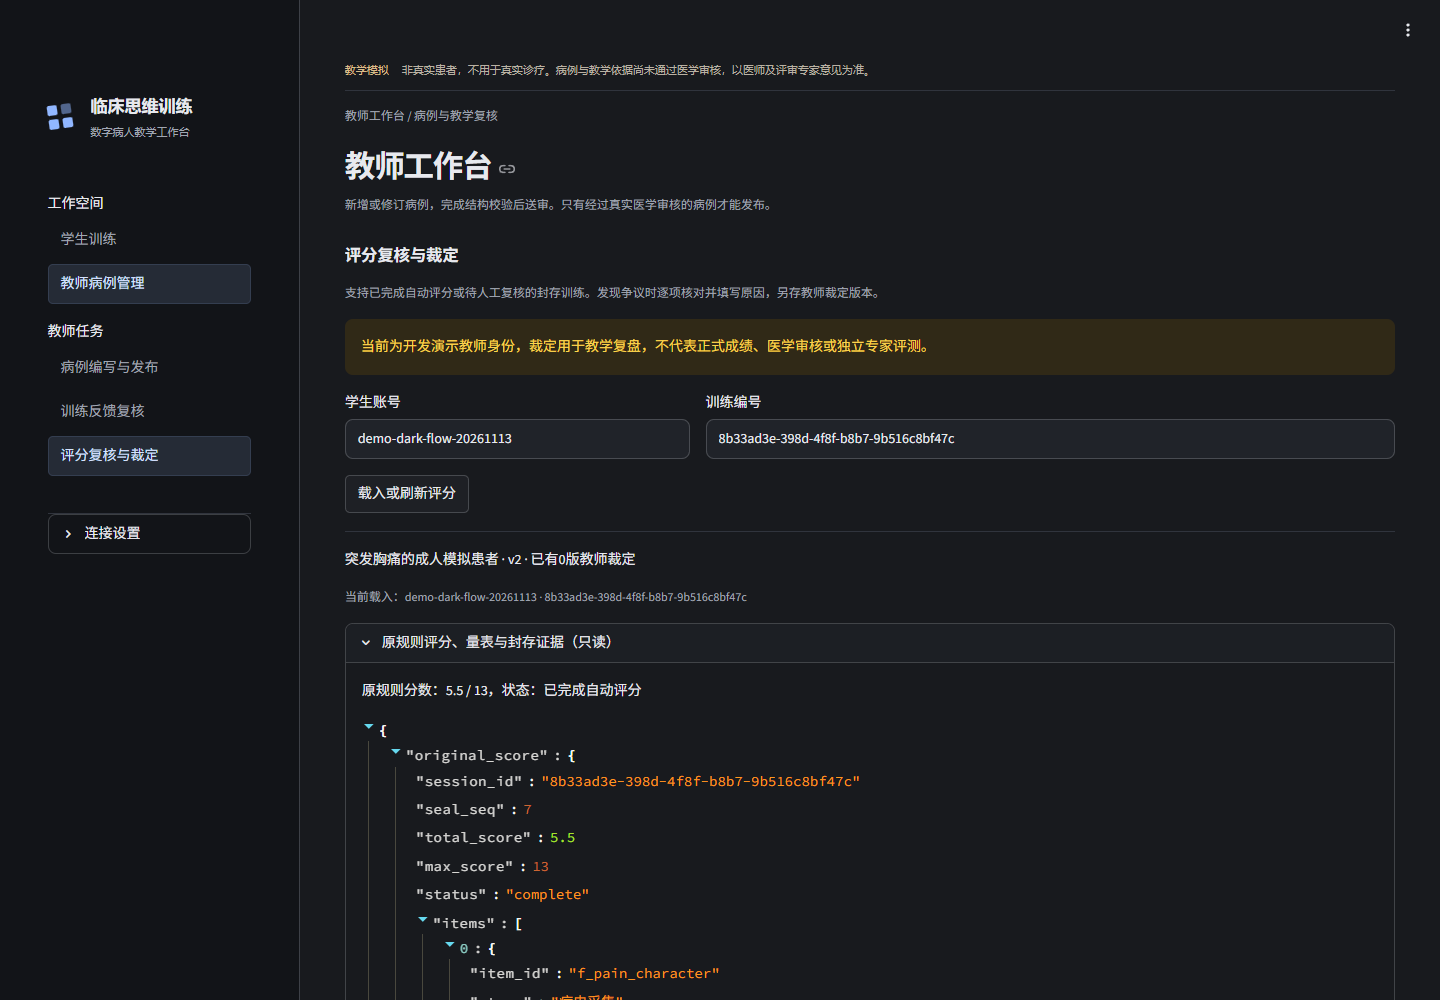 临床思维训练
数字病人教学工作台
工作空间
学生训练
教师病例管理
教师任务
病例编写与发布
训练反馈复核
评分复核与裁定
连接设置
教学模拟 非真实患者，不用于真实诊疗。病例与教学依据尚未通过医学审核，以医师及评审专家意见为准。
教师工作台 / 病例与教学复核
教师工作台
新增或修订病例，完成结构校验后送审。只有经过真实医学审核的病例才能发布。
评分复核与裁定
支持已完成自动评分或待人工复核的封存训练。发现争议时逐项核对并填写原因，另存教师裁定版本。
当前为开发演示教师身份，裁定用于教学复盘，不代表正式成绩、医学审核或独立专家评测。
学生账号
demo-dark-flow-20261113
训练编号
8b33ad3e-398d-4f8f-b8b7-9b516c8bf47c
载入或刷新评分
突发胸痛的成人模拟患者 · v2 · 已有0版教师裁定
当前载入：demo-dark-flow-20261113 · 8b33ad3e-398d-4f8f-b8b7-9b516c8bf47c
原规则评分、量表与封存证据（只读）
原规则分数：5.5 / 13，状态：已完成自动评分
{
"original_score" : {
"session_id" : "8b33ad3e-398d-4f8f-b8b7-9b516c8bf47c"
"seal_seq" : 7
"total_score" : 5.5
"max_score" : 13
"status" : "complete"
"items" : [
0 : {
"item_id" : "f_pain_character"